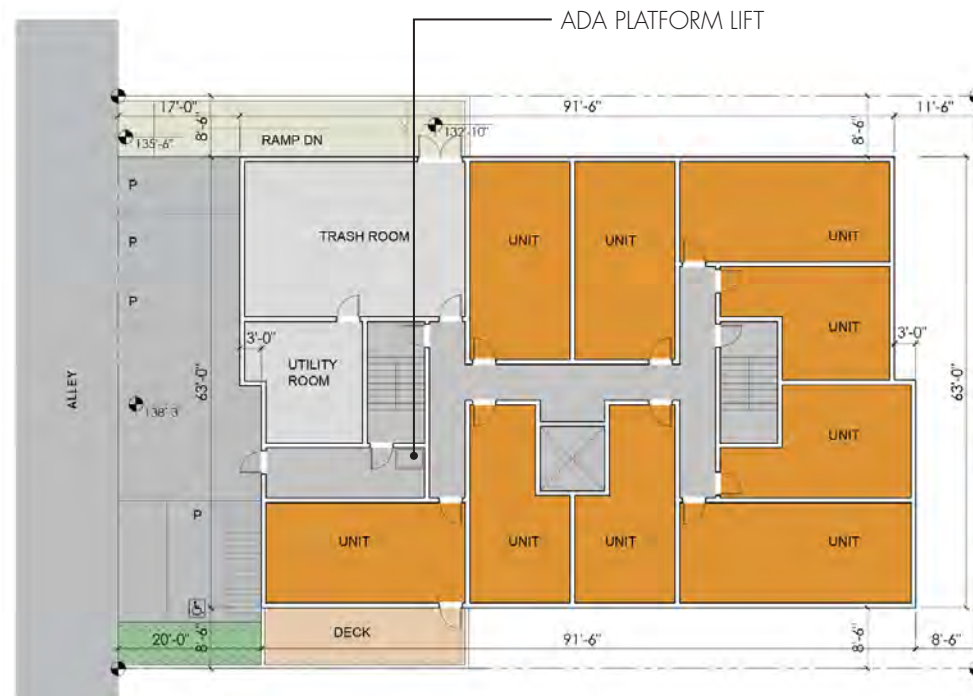 ADA PLATFORM LIFT
17'-0"
91'-6"
11'-6"
8'-6"
135'-6"
RAMP DN
132'-10"
8'-6"
P
TRASH ROOM
UNIT
UNIT
UNIT
P
P
3'-0"
UTILITY
ROOM
UNIT
3'-0"
ALLEY
63'-0"
63'-0"
138'-3"
UNIT
P
UNIT
UNIT
UNIT
UNIT
20'-0"
8'-6"
DECK
91'-6"
8'-6"
8'-6"